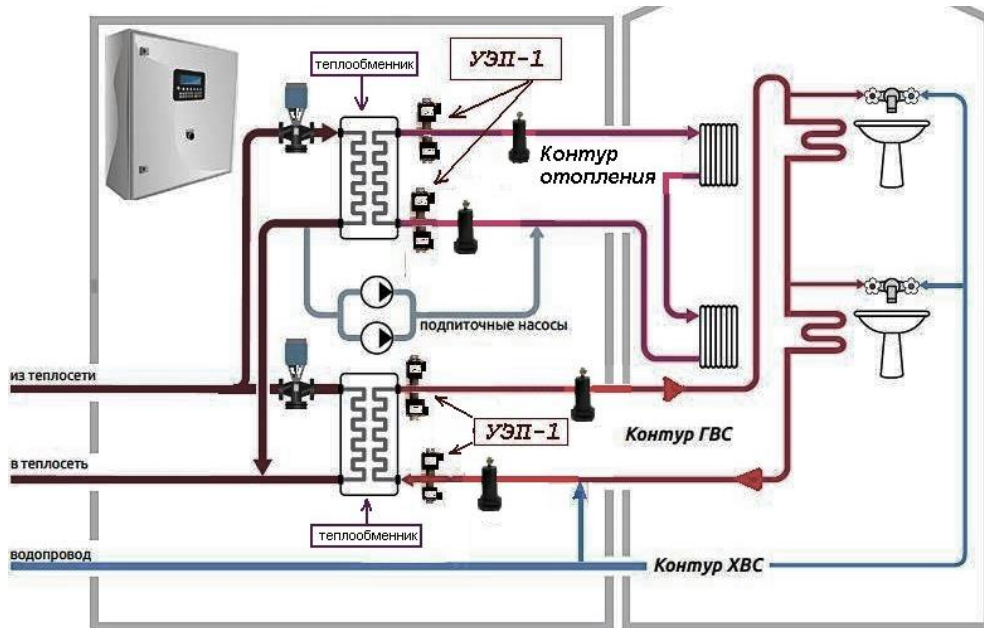 теплообменник
УЭП-1
Контур
отопления
подпиточные насосы
из теплосети
УЭП-1
Контур ГВС
в теплосеть
теплообменник
водопровод
Контур ХВС